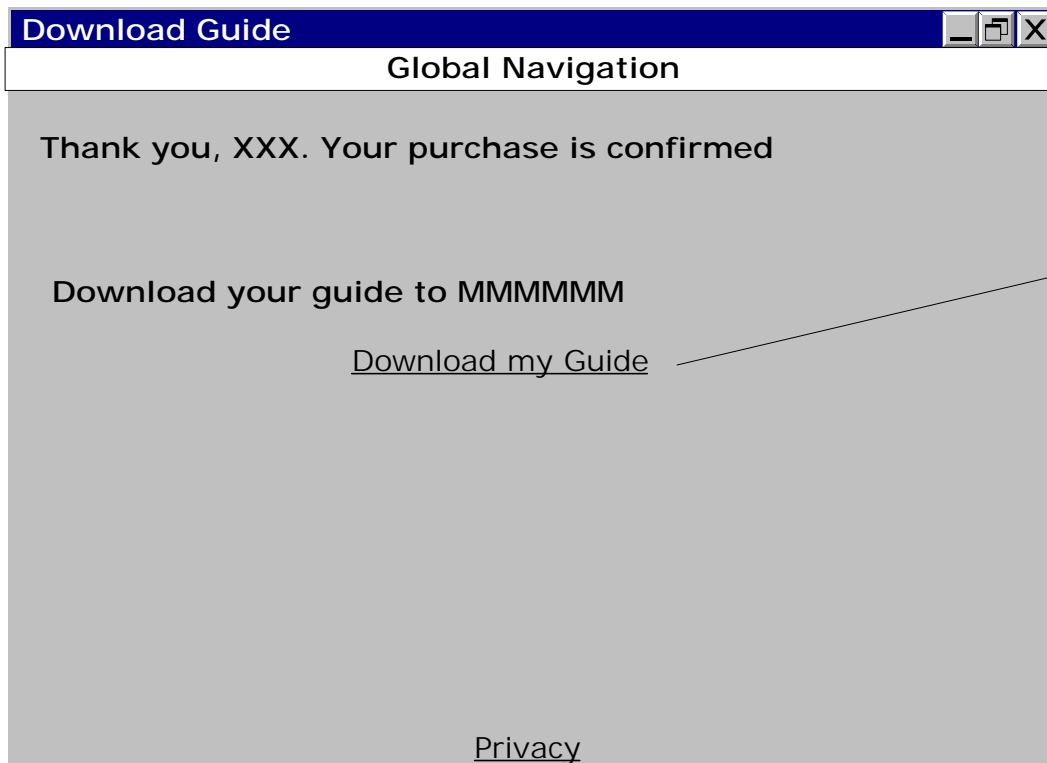 Download Guide
Global Navigation
Thank you, XXX. Your purchase is confirmed
Download your guide to MMMMMM
Download my Guide
Privacy